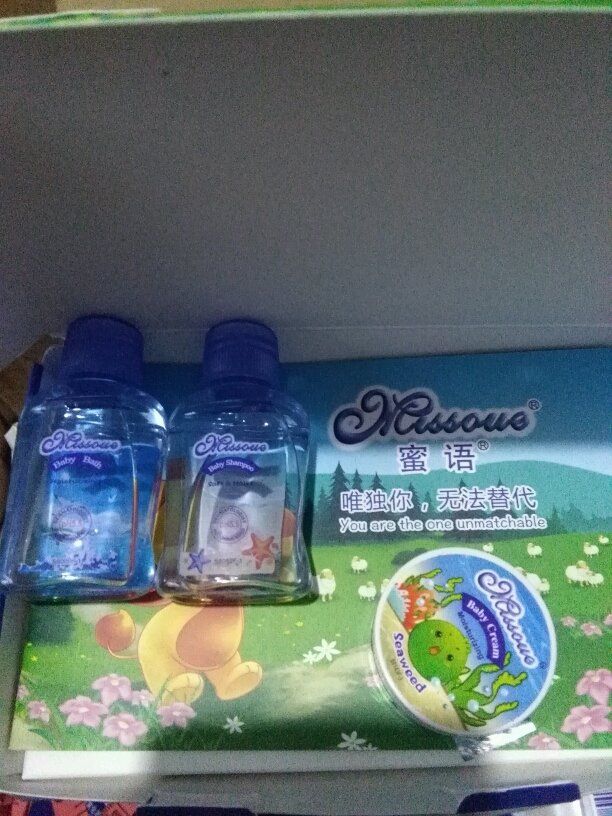 Missoue®
蜜语®
唯独你，无法替代
You are the one unmatchable
Missoue
Baby Bath
Missoue
Baby Shampoo
Missoue
Baby Cream
Moisturizing
Seaweed